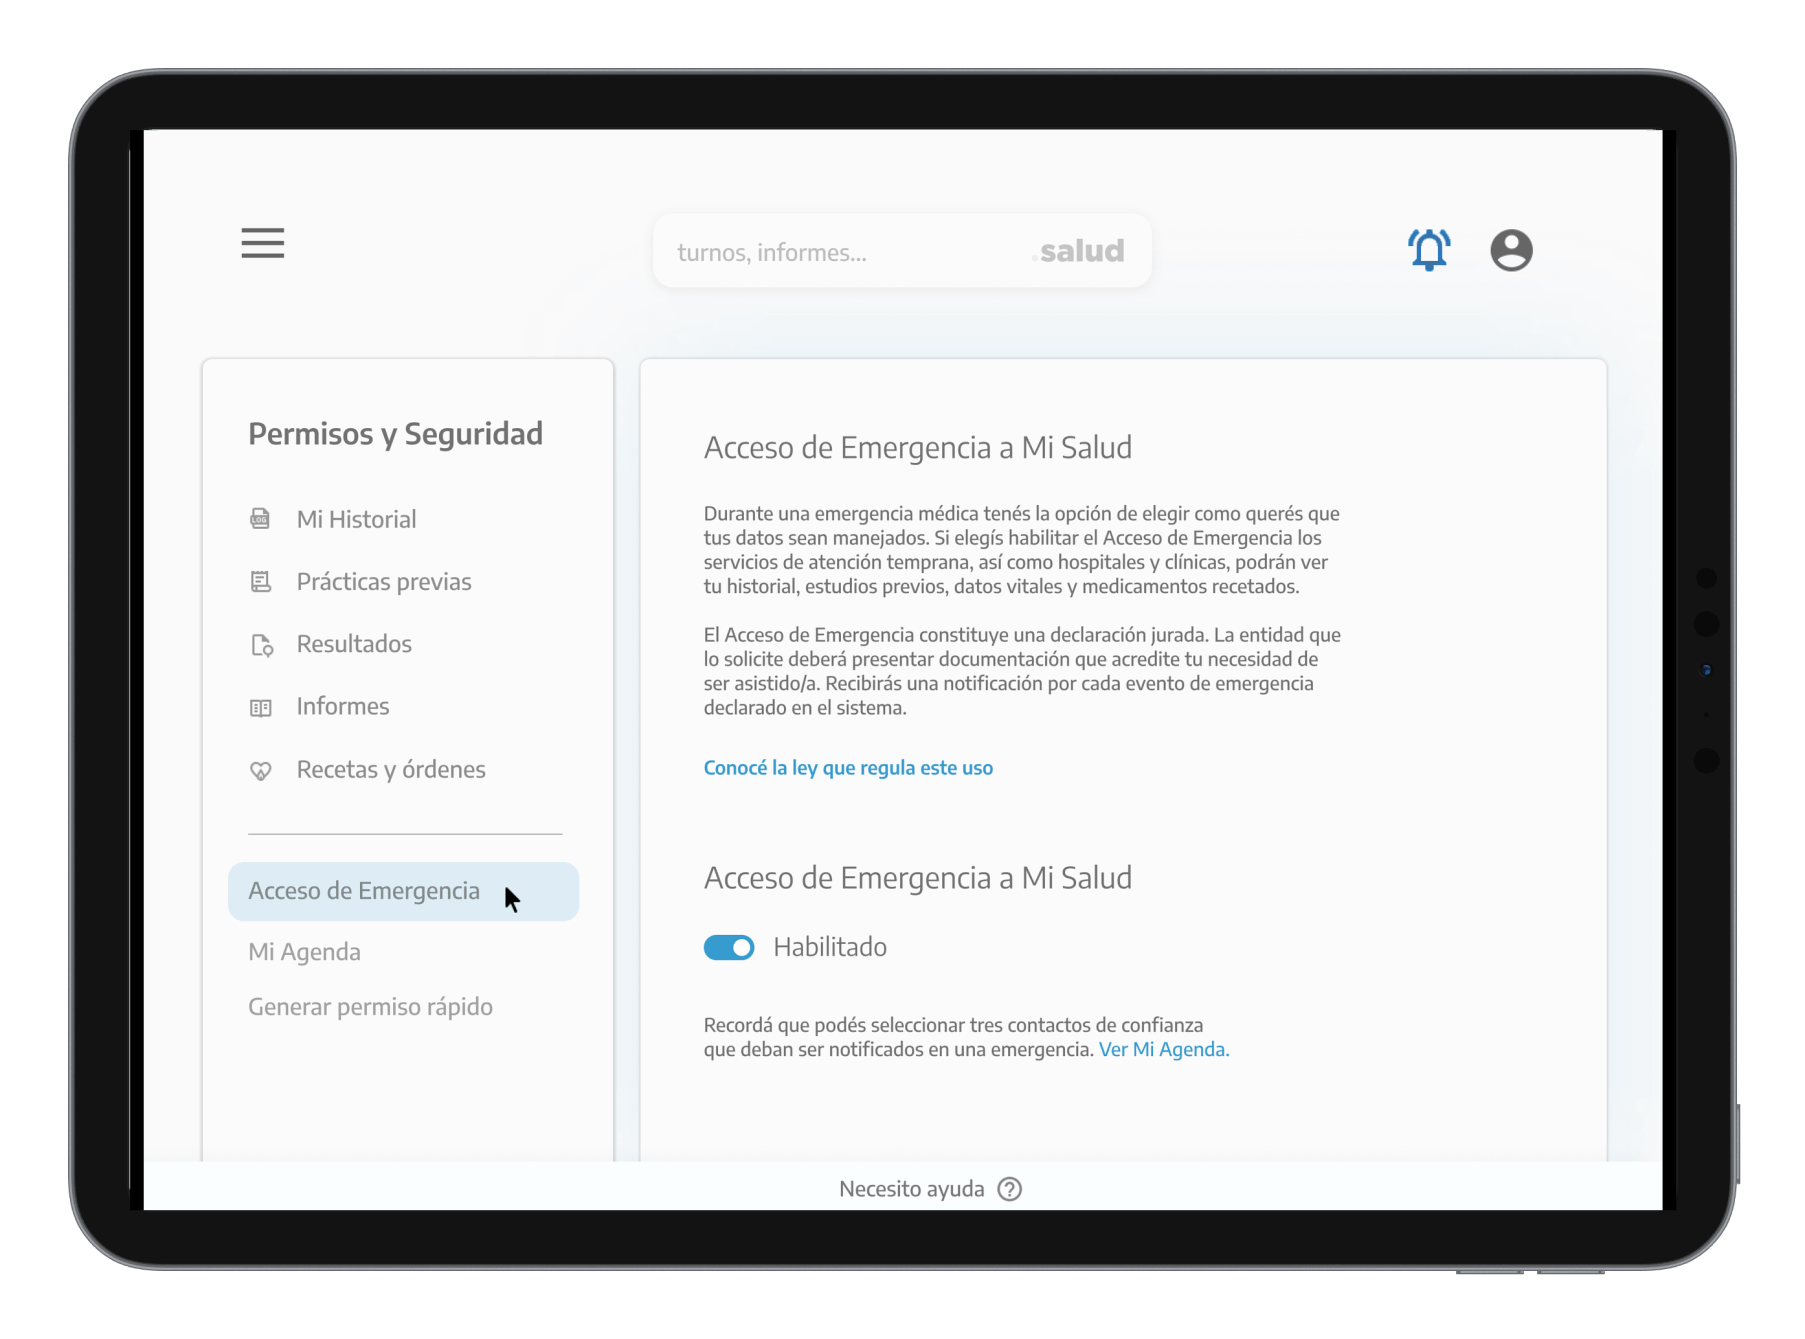 turnos, informes... .salud
Permisos y Seguridad
LOG
Mi Historial
Prácticas previas
Resultados
Informes
Recetas y órdenes
Acceso de Emergencia
Mi Agenda
Generar permiso rápido
Acceso de Emergencia a Mi Salud
Durante una emergencia médica tenés la opción de elegir como querés que
tus datos sean manejados. Si elegís habilitar el Acceso de Emergencia los
servicios de atención temprana, así como hospitales y clínicas, podrán ver
tu historial, estudios previos, datos vitales y medicamentos recetados.
El Acceso de Emergencia constituye una declaración jurada. La entidad que
lo solicite deberá presentar documentación que acredite tu necesidad de
ser asistido/a. Recibirás una notificación por cada evento de emergencia
declarado en el sistema.
Conocé la ley que regula este uso
Acceso de Emergencia a Mi Salud
Habilitado
Recordá que podés seleccionar tres contactos de confianza
que deban ser notificados en una emergencia. Ver Mi Agenda.
Necesito ayuda ?